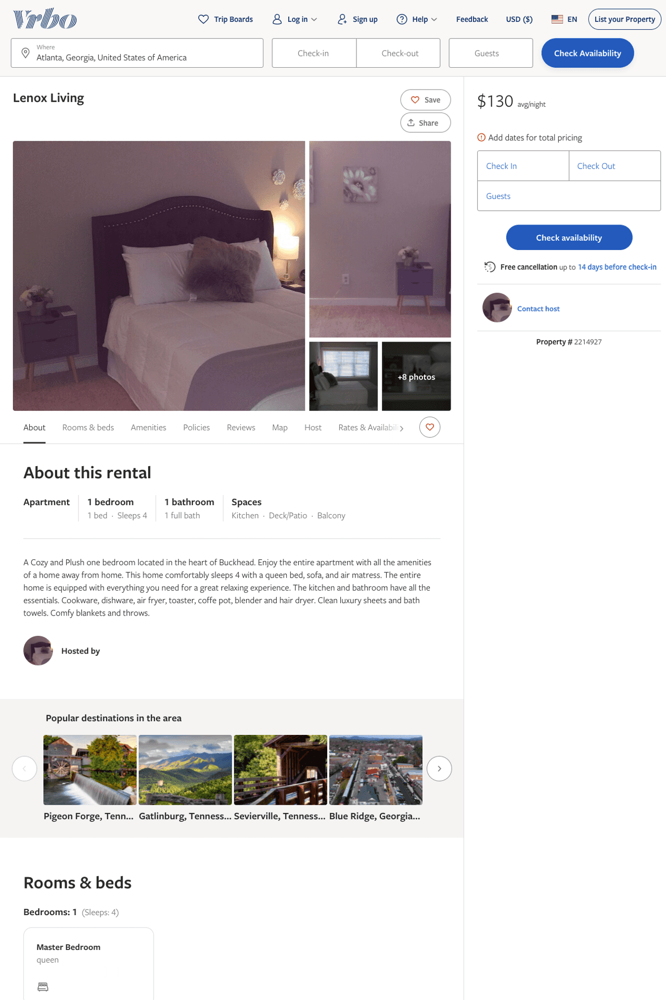 Vrbo
Trip Boards
Log in
Sign up
Help
Feedback
USD ($)
EN
List your Property
Where
Atlanta, Georgia, United States of America
Check-in
Check-out
Guests
Check Availability
Lenox Living
Save
Share
$130 avg/night
Add dates for total pricing
Check In
Check Out
Guests
Check availability
Free cancellation up to 14 days before check-in
Contact host
Property # 2214927
+8 photos
About
Rooms & beds
Amenities
Policies
Reviews
Map
Host
Rates & Availabili
About this rental
Apartment
1 bedroom
1 bed · Sleeps 4
1 bathroom
1 full bath
Spaces
Kitchen · Deck/Patio · Balcony
A Cozy and Plush one bedroom located in the heart of Buckhead. Enjoy the entire apartment with all the amenities
of a home away from home. This home comfortably sleeps 4 with a queen bed, sofa, and air matress. The entire
home is equipped with everything you need for a great relaxing experience. The kitchen and bathroom have all the
essentials. Cookware, dishware, air fryer, toaster, coffe pot, blender and hair dryer. Clean luxury sheets and bath
towels. Comfy blankets and throws.
Hosted by
Popular destinations in the area
Pigeon Forge, Tenn...
Gatlinburg, Tenness...
Sevierville, Tenness...
Blue Ridge, Georgia...
Rooms & beds
Bedrooms: 1 (Sleeps: 4)
Master Bedroom
queen